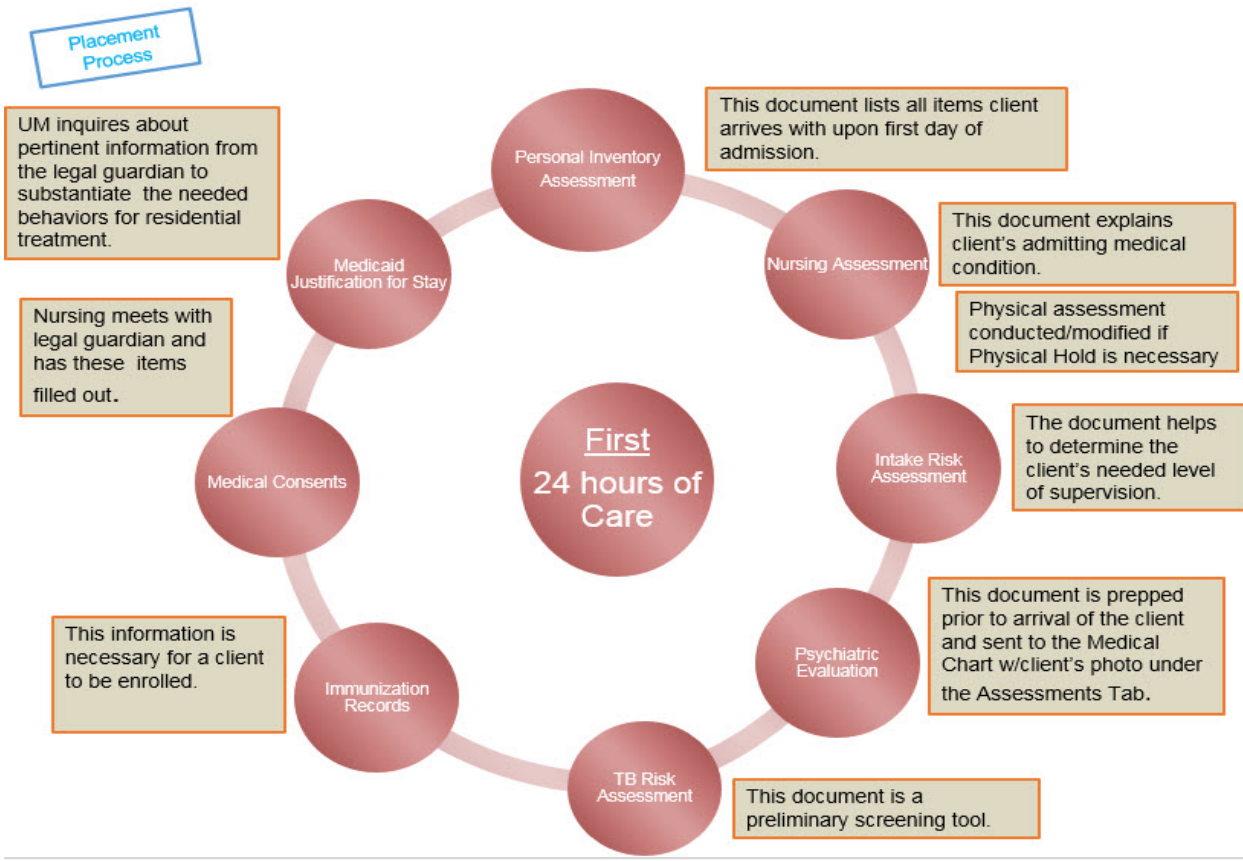 Placement
Process
UM inquires about
pertinent information from
the legal guardian to
substantiate the needed
behaviors for residential
treatment.
Personal Inventory
Assessment
This document lists all items client
arrives with upon first day of
admission.
Medicaid
Justification for Stay
Nursing Assessment
This document explains
client's admitting medical
condition.
Physical assessment
conducted/modified if
Physical Hold is necessary
Nursing meets with
legal guardian and
has these items
filled out.
Medical Consents
First
24 hours of
Care
Intake Risk
Assessment
The document helps
to determine the
client's needed level
of supervision.
This information is
necessary for a client
to be enrolled.
Immunization
Records
Psychiatric
Evaluation
This document is prepped
prior to arrival of the client
and sent to the Medical
Chart w/client's photo under
the Assessments Tab.
TB Risk
Assessment
This document is a
preliminary screening tool.